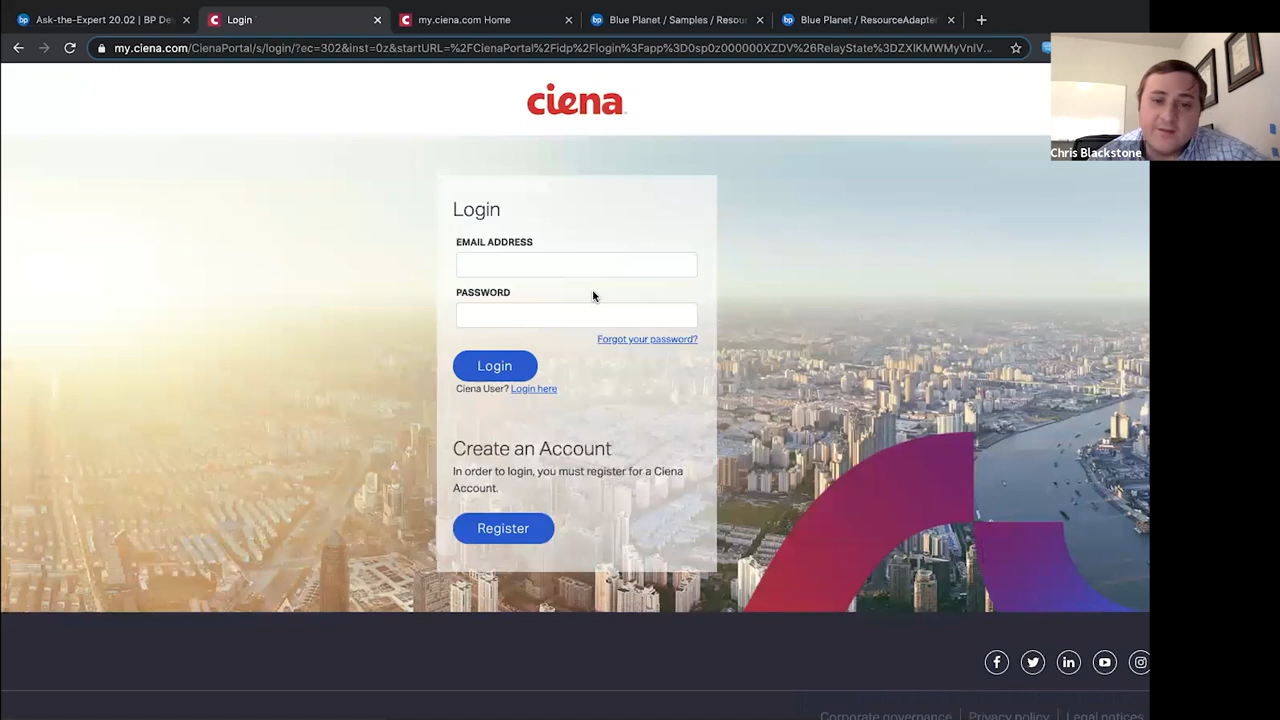 Ask-the-Expert 20.02 | BP De
Login
my.ciena.com Home
Blue Planet / Samples / Resou
Blue Planet / ResourceAdapter
my.ciena.com/CienaPortal/s/login/?ec=302&inst=0z&startURL=%2FCienaPortal%2Fidp%2Flogin%3Fapp%3D0sp0z000000XZDV%26RelayState%3DZXlKMWMyVnlV...
ciena
Chris Blackstone
Login
EMAIL ADDRESS
PASSWORD
Forgot your password?
Login
Ciena User? Login here
Create an Account
In order to login, you must register for a Ciena
Account.
Register
Corporate governance | Privacy policy | Legal notices